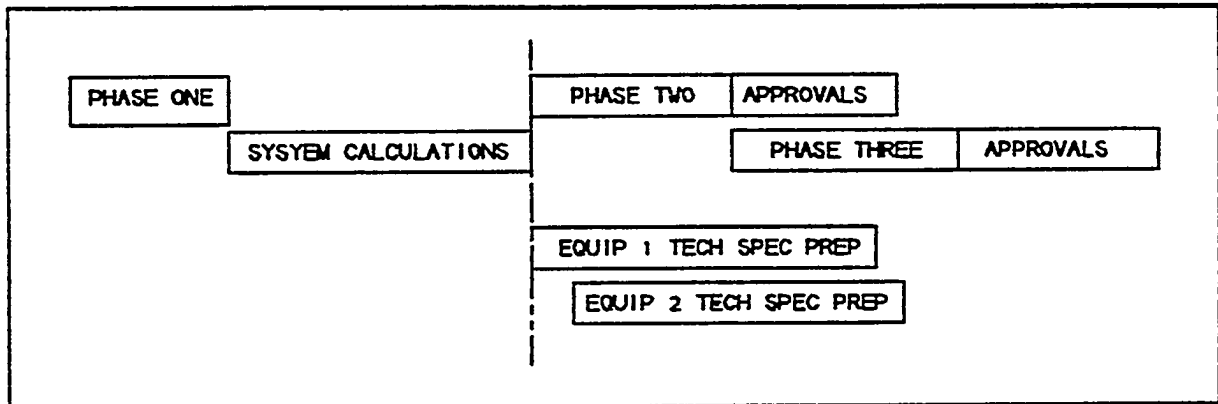 PHASE ONE
PHASE TWO
APPROVALS
SYSYEM CALCULATIONS
PHASE THREE
APPROVALS
EQUIP 1 TECH SPEC PREP
EQUIP 2 TECH SPEC PREP